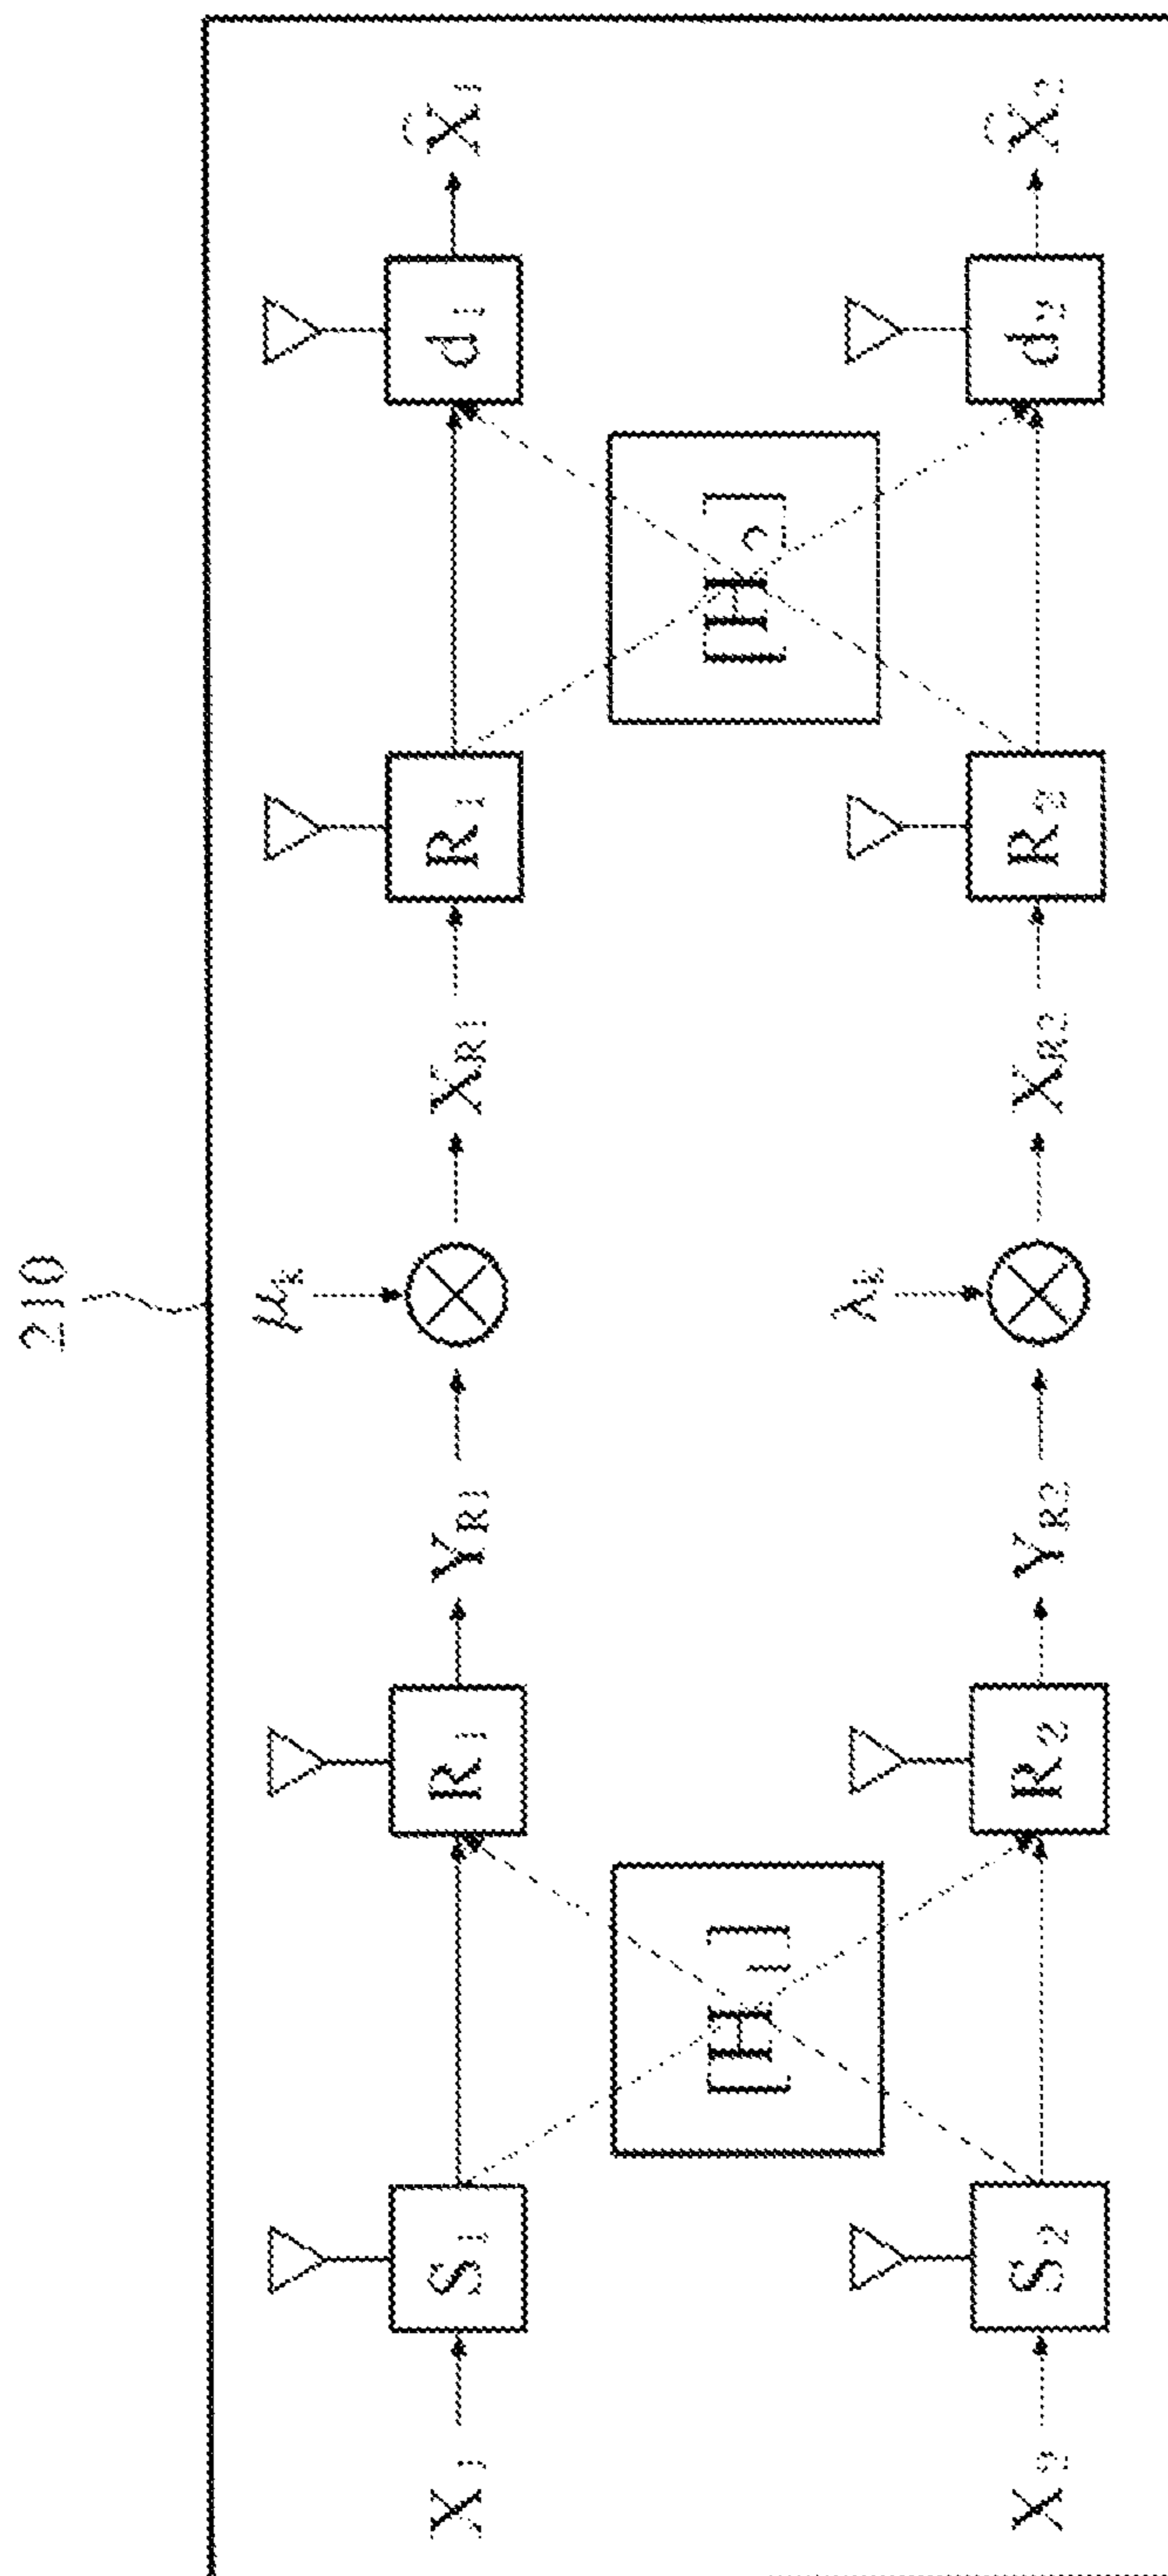 210
X1
S1
[H1]
R1
YR1
μk
XR1
R1
[H2]
d1
X̂1
X2
S2
R2
YR2
λk
XR2
R2
d2
X̂2